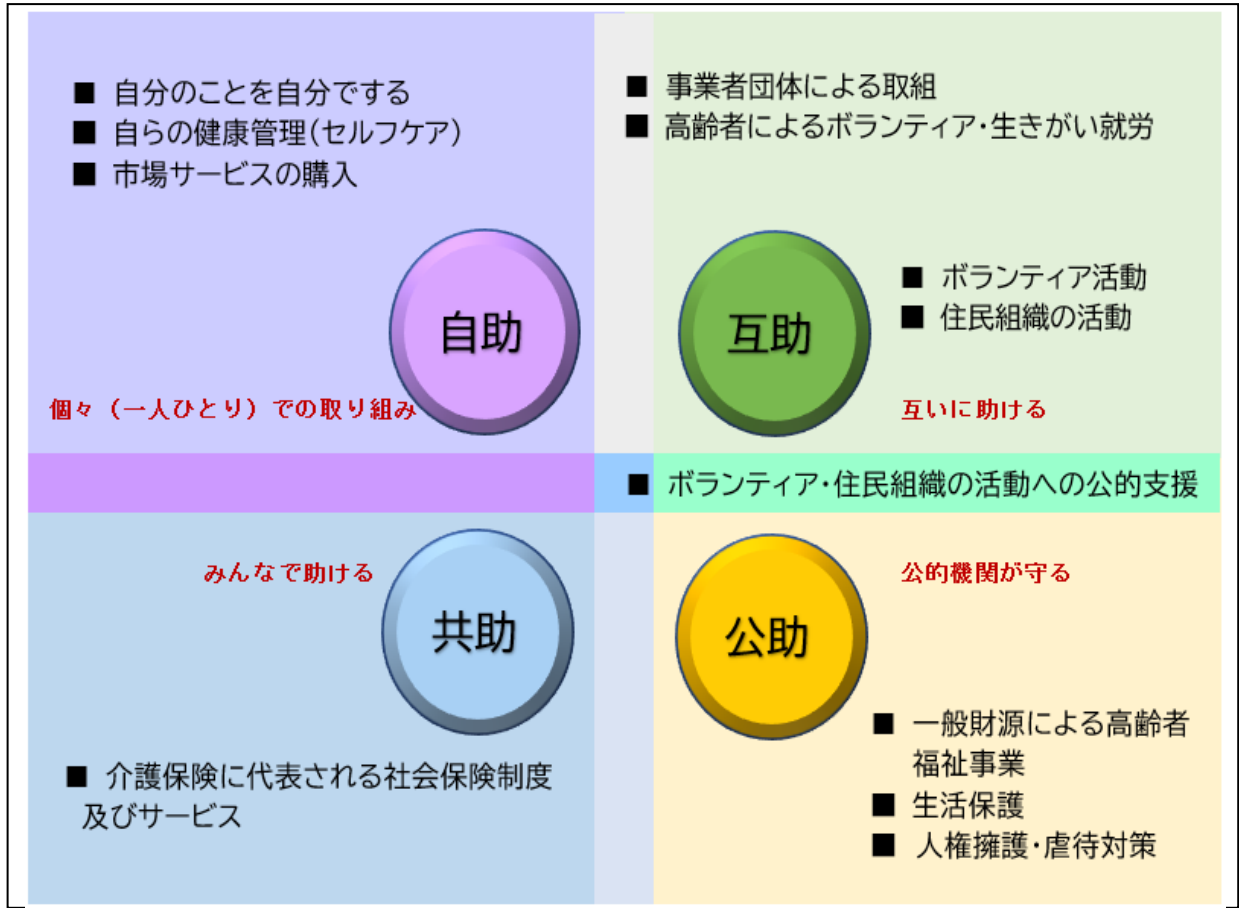 ■ 自分のことを自分でする
■ 自らの健康管理(セルフケア)
■ 市場サービスの購入
自助
個々（一人ひとり）での取り組み
■ 事業者団体による取組
■ 高齢者によるボランティア・生きがい就労
■ ボランティア活動
■ 住民組織の活動
互助
互いに助ける
■ ボランティア・住民組織の活動への公的支援
みんなで助ける
共助
■ 介護保険に代表される社会保険制度
及びサービス
公的機関が守る
公助
■ 一般財源による高齢者
福祉事業
■ 生活保護
■ 人権擁護・虐待対策